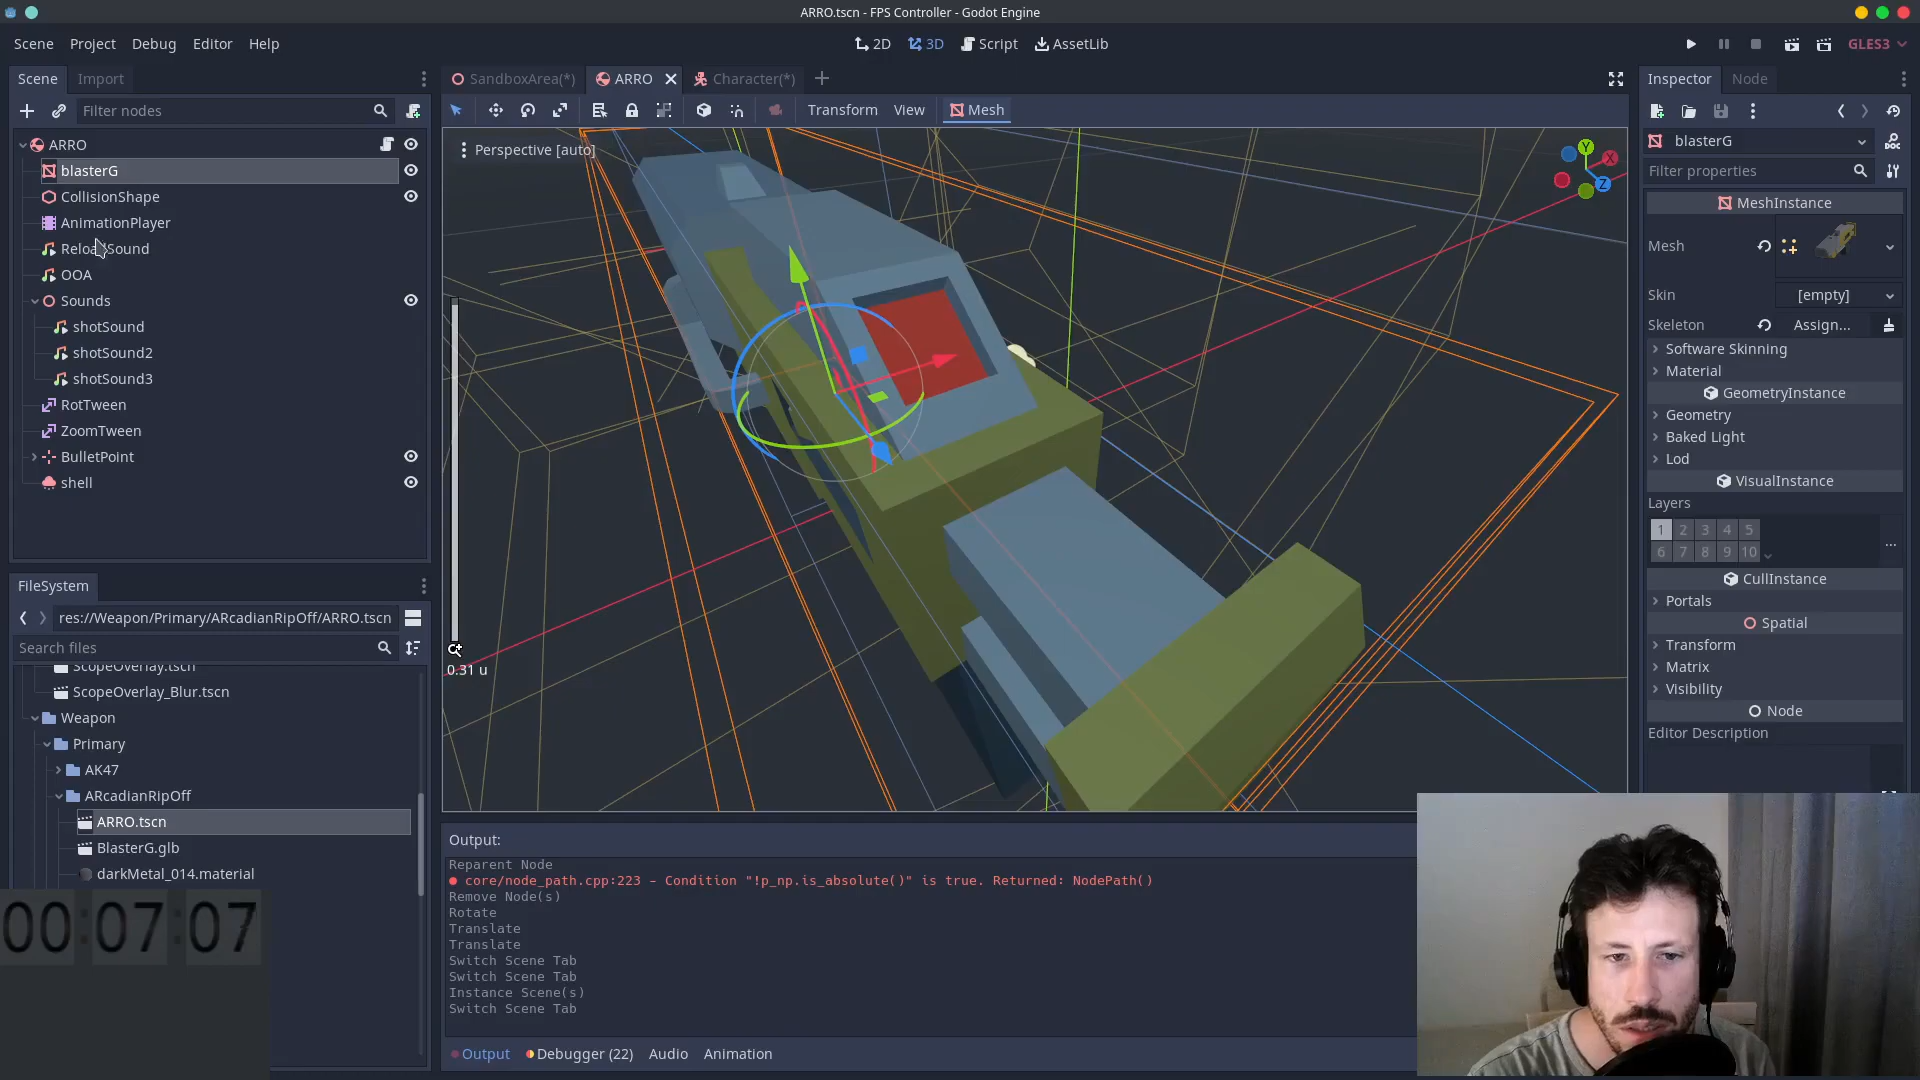 ARRO.tscn - FPS Controller - Godot Engine
Scene Project Debug Editor Help
2D 3D Script AssetLib
GLES3
Scene Import
SandboxArea(*) ARRO Character(*)
Inspector Node
Filter nodes
Transform View Mesh
ARRO
blasterG
CollisionShape
AnimationPlayer
ReloadSound
OOA
Sounds
shotSound
shotSound2
shotSound3
RotTween
ZoomTween
BulletPoint
shell
Perspective [auto]
Y
X
Z
0.31 u
blasterG
Filter properties
MeshInstance
Mesh
Skin [empty]
Skeleton Assign...
Software Skinning
Material
GeometryInstance
Geometry
Baked Light
Lod
VisualInstance
Layers
1 2 3 4 5
6 7 8 9 10
...
CullInstance
Portals
Spatial
Transform
Matrix
Visibility
Node
Editor Description
FileSystem
res://Weapon/Primary/ARcadianRipOff/ARRO.tscn
Search files
ScopeOverlay.tscn
ScopeOverlay_Blur.tscn
Weapon
Primary
AK47
ARcadianRipOff
ARRO.tscn
BlasterG.glb
darkMetal_014.material
00:07:07
Output:
Reparent Node
core/node_path.cpp:223 - Condition "!p_np.is_absolute()" is true. Returned: NodePath()
Remove Node(s)
Rotate
Translate
Translate
Switch Scene Tab
Switch Scene Tab
Instance Scene(s)
Switch Scene Tab
Output Debugger (22) Audio Animation